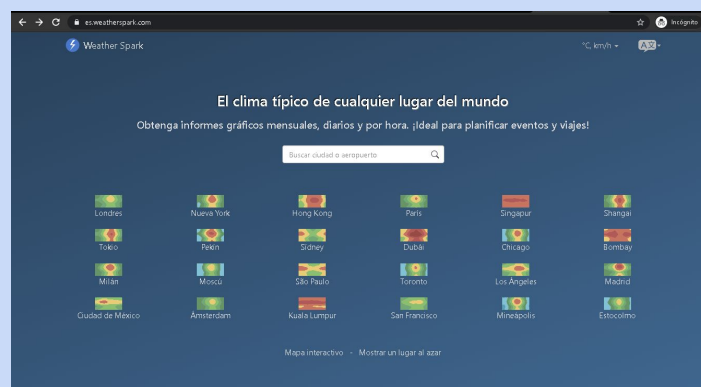 es.weatherspark.com
Incógnito
Weather Spark
°C, km/h
El clima típico de cualquier lugar del mundo
Obtenga informes gráficos mensuales, diarios y por hora. ¡Ideal para planificar eventos y viajes!
Buscar ciudad o aeropuerto
Londres Nueva York Hong Kong París Singapur Shangai
Tokio Pekín Sídney Dubái Chicago Bombay
Milán Moscú São Paulo Toronto Los Angeles Madrid
Ciudad de México Ámsterdam Kuala Lumpur San Francisco Mineápolis Estocolmo
Mapa interactivo - Mostrar un lugar al azar